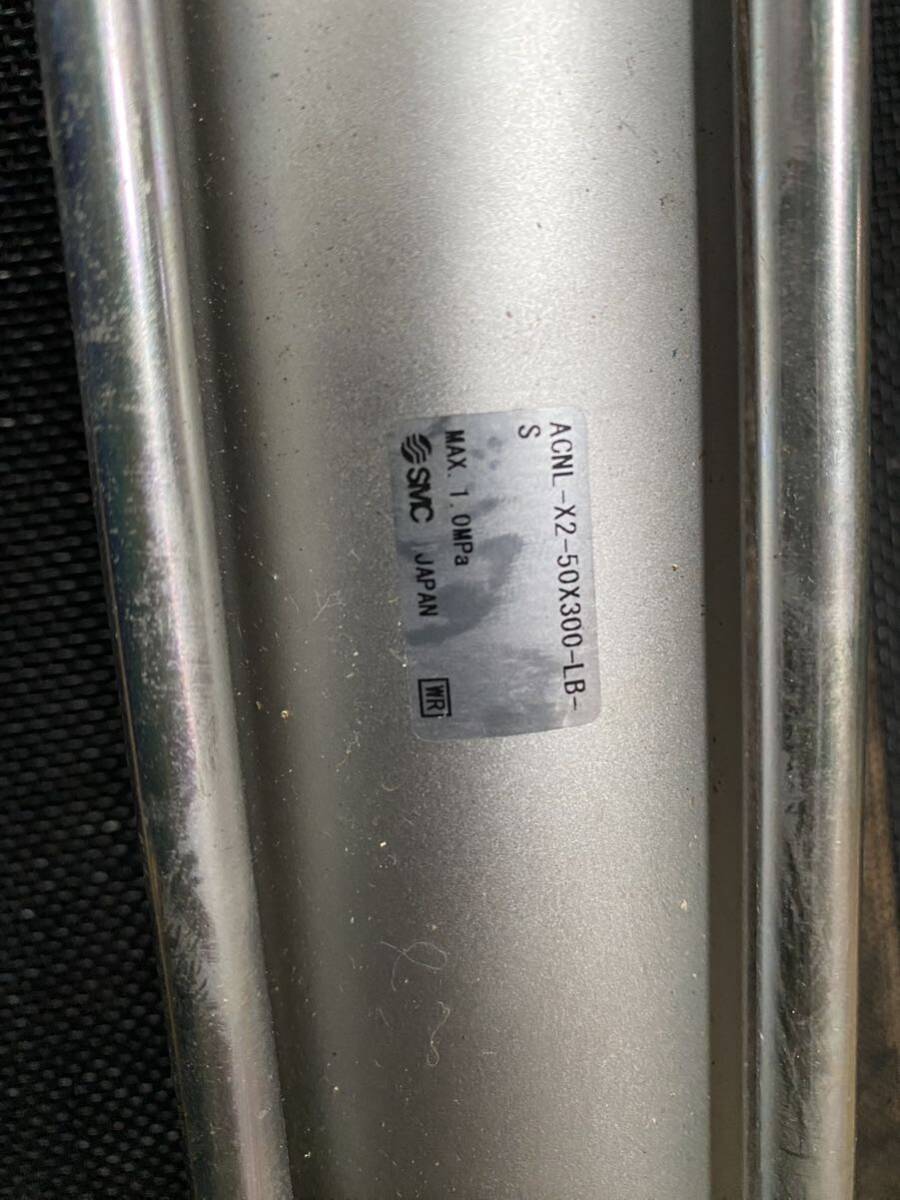 ACNL-X2-50X300-LB-
S
MAX. 1.0MPa
SMC JAPAN WR